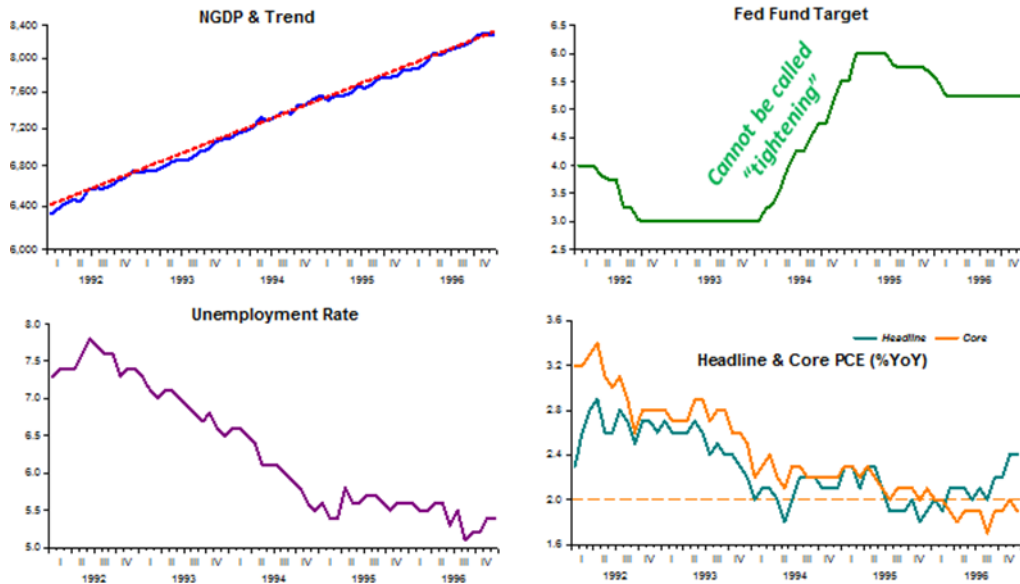 NGDP & Trend
8,400
8,000
7,600
7,200
6,800
6,400
6,000
I II III IV I II III IV I II III IV I II III IV I II III IV
1992 1993 1994 1995 1996
Fed Fund Target
6.5
6.0
5.5
5.0
4.5
4.0
3.5
3.0
2.5
Cannot be called
“tightening”
I II III IV I II III IV I II III IV I II III IV I II III IV
1992 1993 1994 1995 1996
Unemployment Rate
8.0
7.5
7.0
6.5
6.0
5.5
5.0
I II III IV I II III IV I II III IV I II III IV I II III IV
1992 1993 1994 1995 1996
3.6
3.2
2.8
2.4
2.0
1.6
Headline Core
Headline & Core PCE (%YoY)
I II III IV I II III IV I II III IV I II III IV I II III IV
1992 1993 1994 1995 1996